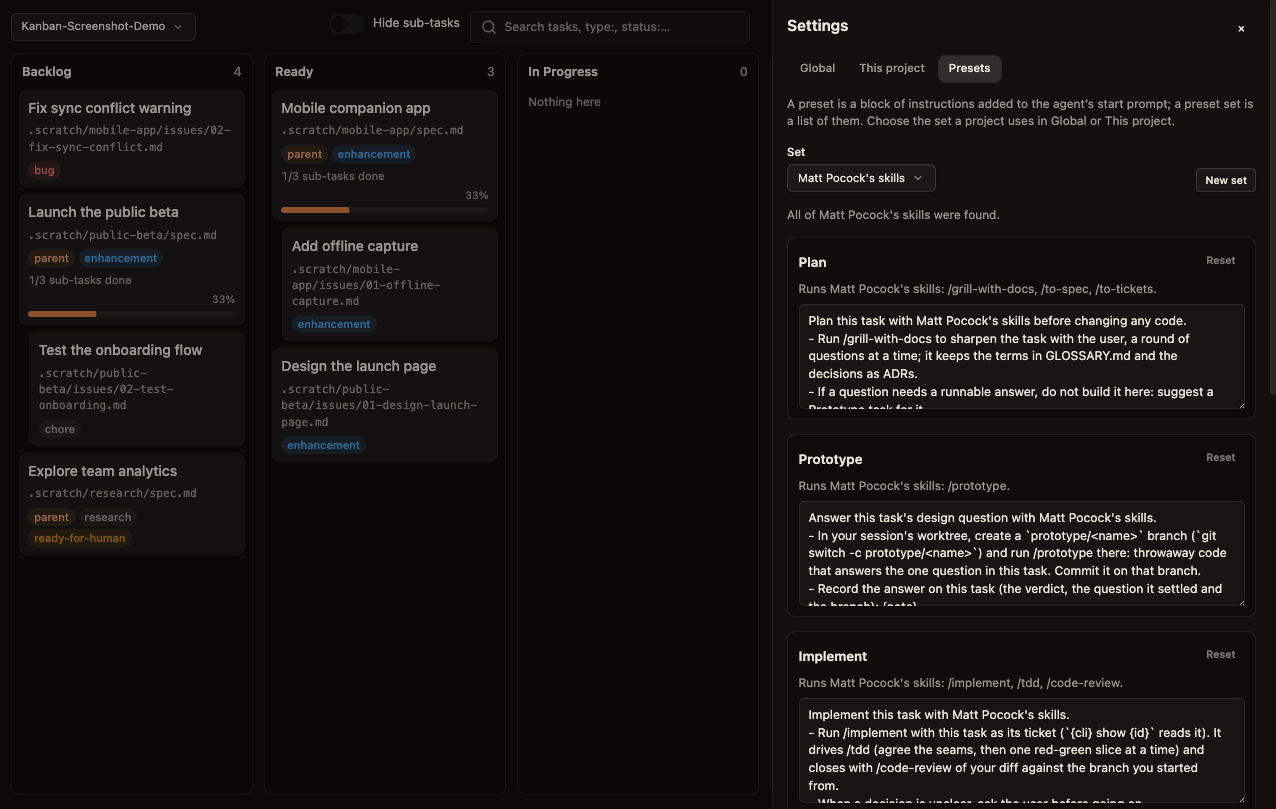 Kanban-Screenshot-Demo
Hide sub-tasks
Search tasks, type:, status:...
Backlog 4
Fix sync conflict warning
.scratch/mobile-app/issues/02-
fix-sync-conflict.md
bug
Launch the public beta
.scratch/public-beta/spec.md
parent enhancement
1/3 sub-tasks done
33%
Test the onboarding flow
.scratch/public-
beta/issues/02-test-
onboarding.md
chore
Explore team analytics
.scratch/research/spec.md
parent research
ready-for-human
Ready 3
Mobile companion app
.scratch/mobile-app/spec.md
parent enhancement
1/3 sub-tasks done
33%
Add offline capture
.scratch/mobile-
app/issues/01-offline-
capture.md
enhancement
Design the launch page
.scratch/public-
beta/issues/01-design-launch-
page.md
enhancement
In Progress 0
Nothing here
Settings
×
Global This project Presets
A preset is a block of instructions added to the agent's start prompt; a preset set is
a list of them. Choose the set a project uses in Global or This project.
Set
Matt Pocock's skills
New set
All of Matt Pocock's skills were found.
Plan Reset
Runs Matt Pocock's skills: /grill-with-docs, /to-spec, /to-tickets.
Plan this task with Matt Pocock's skills before changing any code.
- Run /grill-with-docs to sharpen the task with the user, a round of
questions at a time; it keeps the terms in GLOSSARY.md and the
decisions as ADRs.
- If a question needs a runnable answer, do not build it here: suggest a
Prototype task for it
Prototype Reset
Runs Matt Pocock's skills: /prototype.
Answer this task's design question with Matt Pocock's skills.
- In your session's worktree, create a `prototype/<name>` branch (`git
switch -c prototype/<name>`) and run /prototype there: throwaway code
that answers the one question in this task. Commit it on that branch.
- Record the answer on this task (the verdict, the question it settled and
the branch): {note}
Implement Reset
Runs Matt Pocock's skills: /implement, /tdd, /code-review.
Implement this task with Matt Pocock's skills.
- Run /implement with this task as its ticket (`{cli} show {id}` reads it). It
drives /tdd (agree the seams, then one red-green slice at a time) and
closes with /code-review of your diff against the branch you started
from.
- When a decision is unclear, ask the user before going on